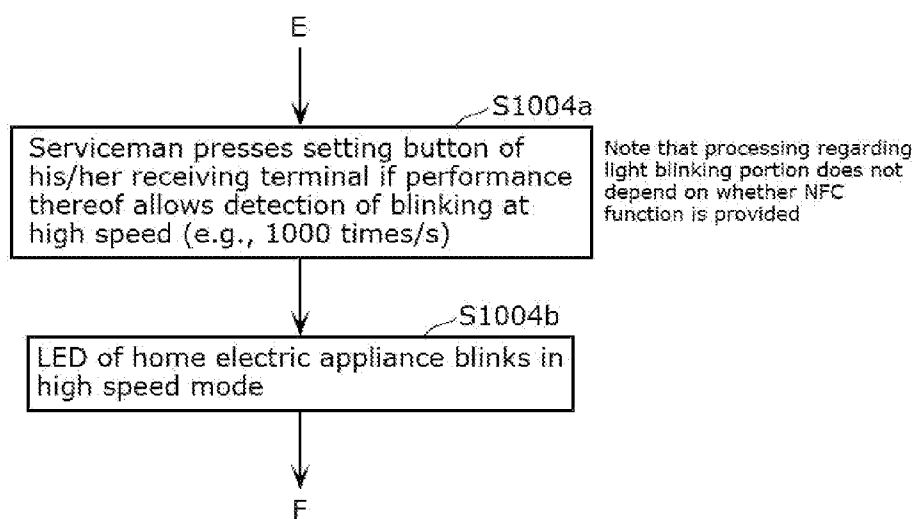 E
S1004a
Serviceman presses setting button of
his/her receiving terminal if performance
thereof allows detection of blinking at
high speed (e.g., 1000 times/s)
Note that processing regarding
light blinking portion does not
depend on whether NFC
function is provided
S1004b
LED of home electric appliance blinks in
high speed mode
F